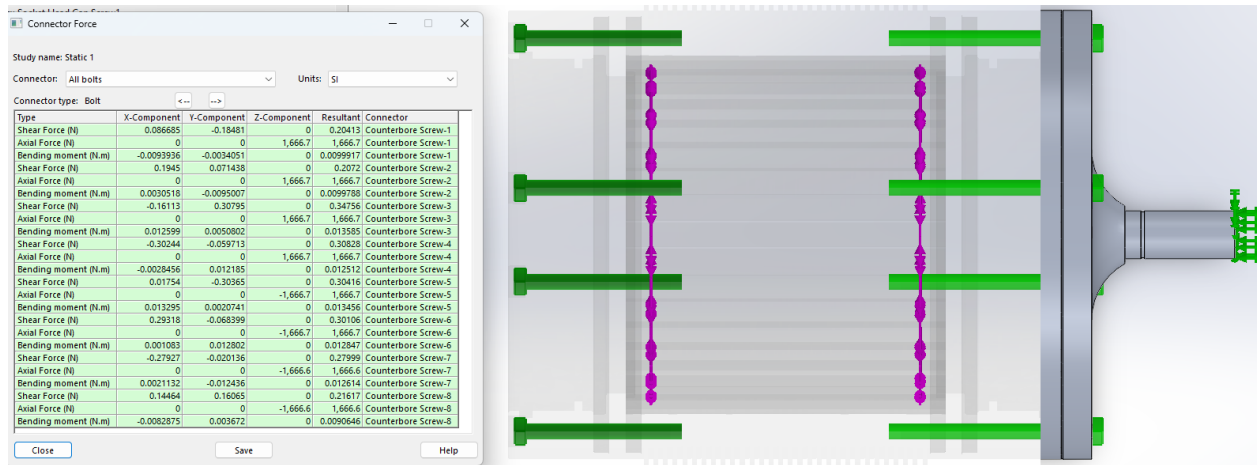 Connector Force
Study name: Static 1
Connector: All bolts Units: SI
Connector type: Bolt <-- -->
Type X-Component Y-Component Z-Component Resultant Connector
Shear Force (N) 0.086685 -0.18481 0 0.20413 Counterbore Screw-1
Axial Force (N) 0 0 1,666.7 1,666.7 Counterbore Screw-1
Bending moment (N.m) -0.0093936 -0.0034051 0 0.0099917 Counterbore Screw-1
Shear Force (N) 0.1945 0.071438 0 0.2072 Counterbore Screw-2
Axial Force (N) 0 0 1,666.7 1,666.7 Counterbore Screw-2
Bending moment (N.m) 0.0030518 -0.0095007 0 0.0099788 Counterbore Screw-2
Shear Force (N) -0.16113 0.30795 0 0.34756 Counterbore Screw-3
Axial Force (N) 0 0 1,666.7 1,666.7 Counterbore Screw-3
Bending moment (N.m) 0.012599 0.0050802 0 0.013585 Counterbore Screw-3
Shear Force (N) -0.30244 -0.059713 0 0.30828 Counterbore Screw-4
Axial Force (N) 0 0 1,666.7 1,666.7 Counterbore Screw-4
Bending moment (N.m) -0.0028456 0.012185 0 0.012512 Counterbore Screw-4
Shear Force (N) 0.01754 -0.30365 0 0.30416 Counterbore Screw-5
Axial Force (N) 0 0 -1,666.7 1,666.7 Counterbore Screw-5
Bending moment (N.m) 0.013295 0.0020741 0 0.013456 Counterbore Screw-5
Shear Force (N) 0.29318 -0.068399 0 0.30106 Counterbore Screw-6
Axial Force (N) 0 0 -1,666.7 1,666.7 Counterbore Screw-6
Bending moment (N.m) 0.001083 0.012802 0 0.012847 Counterbore Screw-6
Shear Force (N) -0.27927 -0.020136 0 0.27999 Counterbore Screw-7
Axial Force (N) 0 0 -1,666.6 1,666.6 Counterbore Screw-7
Bending moment (N.m) 0.0021132 -0.012436 0 0.012614 Counterbore Screw-7
Shear Force (N) 0.14464 0.16065 0 0.21617 Counterbore Screw-8
Axial Force (N) 0 0 -1,666.6 1,666.6 Counterbore Screw-8
Bending moment (N.m) -0.0082875 0.003672 0 0.0090646 Counterbore Screw-8
Close Save Help